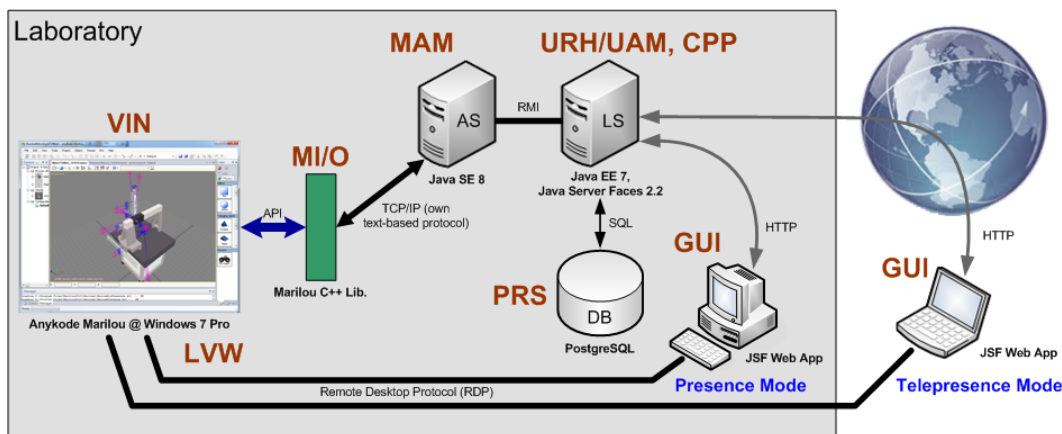 Laboratory
MAM
URH/UAM, CPP
VIN
MI/O
AS
RMI
LS
Java SE 8
Java EE 7,
Java Server Faces 2.2
API
TCP/IP (own
text-based protocol)
SQL
HTTP
HTTP
GUI
GUI
Marilou C++ Lib.
PRS
DB
PostgreSQL
Anykode Marilou @ Windows 7 Pro
LVW
JSF Web App
JSF Web App
Presence Mode
Telepresence Mode
Remote Desktop Protocol (RDP)